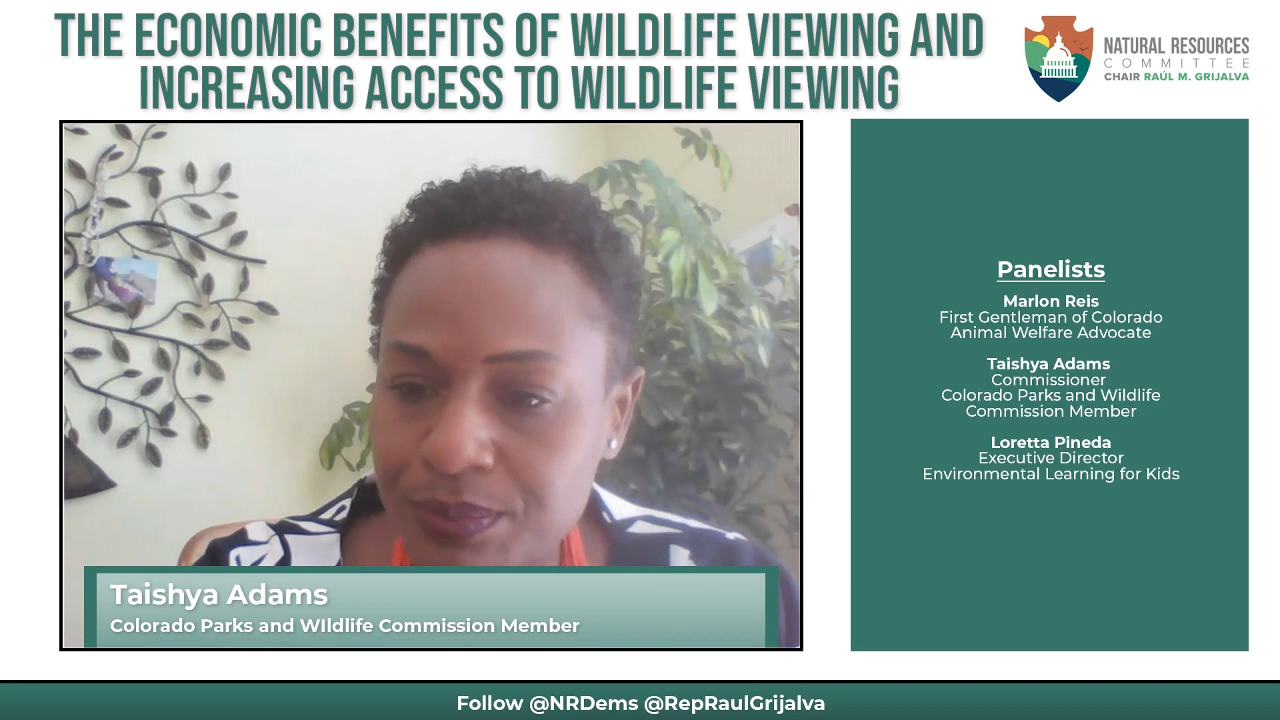 THE ECONOMIC BENEFITS OF WILDLIFE VIEWING AND
INCREASING ACCESS TO WILDLIFE VIEWING
NATURAL RESOURCES
COMMITTEE
CHAIR RAÚL M. GRIJALVA
Panelists
Marlon Reis
First Gentleman of Colorado
Animal Welfare Advocate
Taishya Adams
Commissioner
Colorado Parks and Wildlife
Commission Member
Loretta Pineda
Executive Director
Environmental Learning for Kids
Taishya Adams
Colorado Parks and WIldlife Commission Member
Follow @NRDems @RepRaulGrijalva